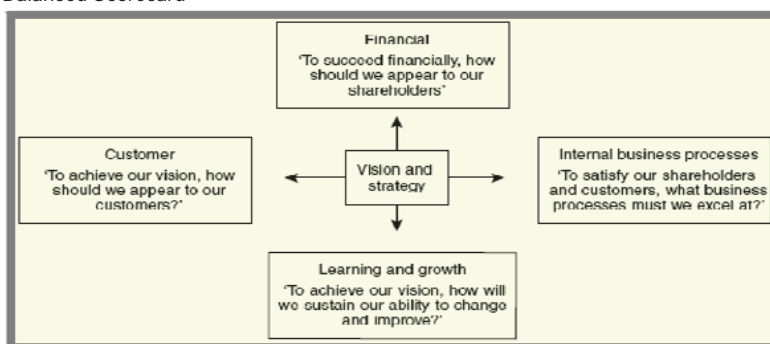 Balanced Scorecard
Financial
'To succeed financially, how
should we appear to our
shareholders'
Customer
'To achieve our vision, how
should we appear to our
customers?'
Vision and
strategy
Internal business processes
'To satisfy our shareholders
and customers, what business
processes must we excel at?'
Learning and growth
'To achieve our vision, how will
we sustain our ability to change
and improve?'